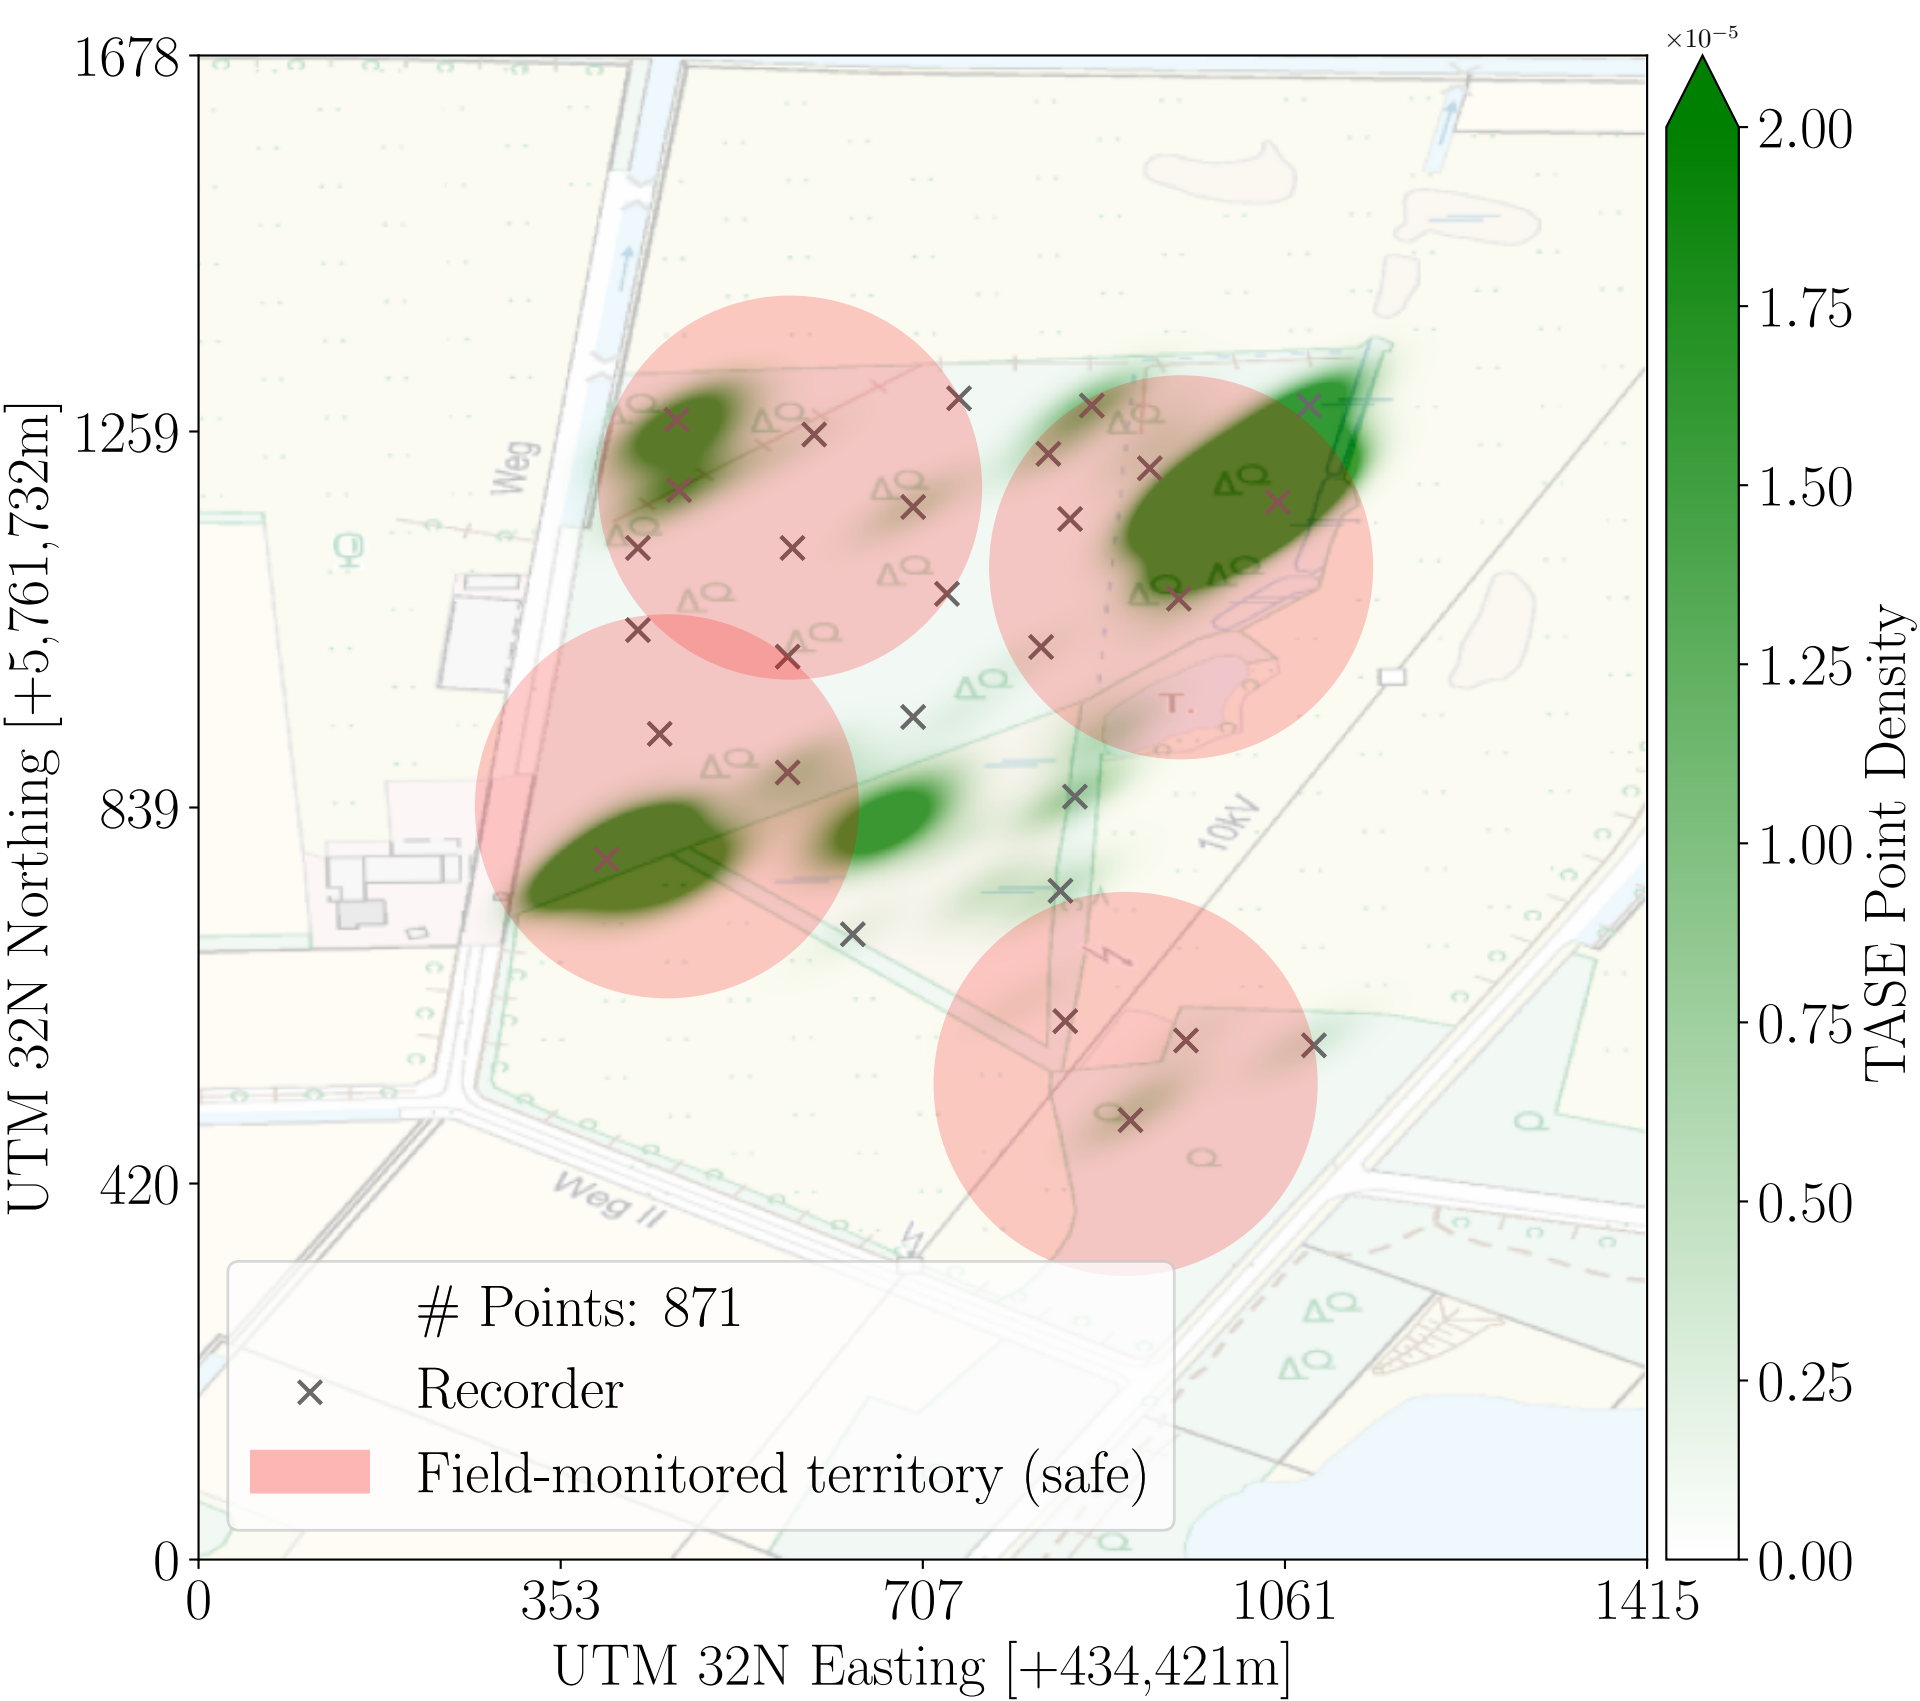 ×10⁻⁵
1678
1259
839
420
0
UTM 32N Northing [+5,761,732m]
0
353
707
1061
1415
UTM 32N Easting [+434,421m]
2.00
1.75
1.50
1.25
1.00
0.75
0.50
0.25
0.00
TASE Point Density
Weg
10kV
T.
Weg II
# Points: 871
Recorder
Field-monitored territory (safe)